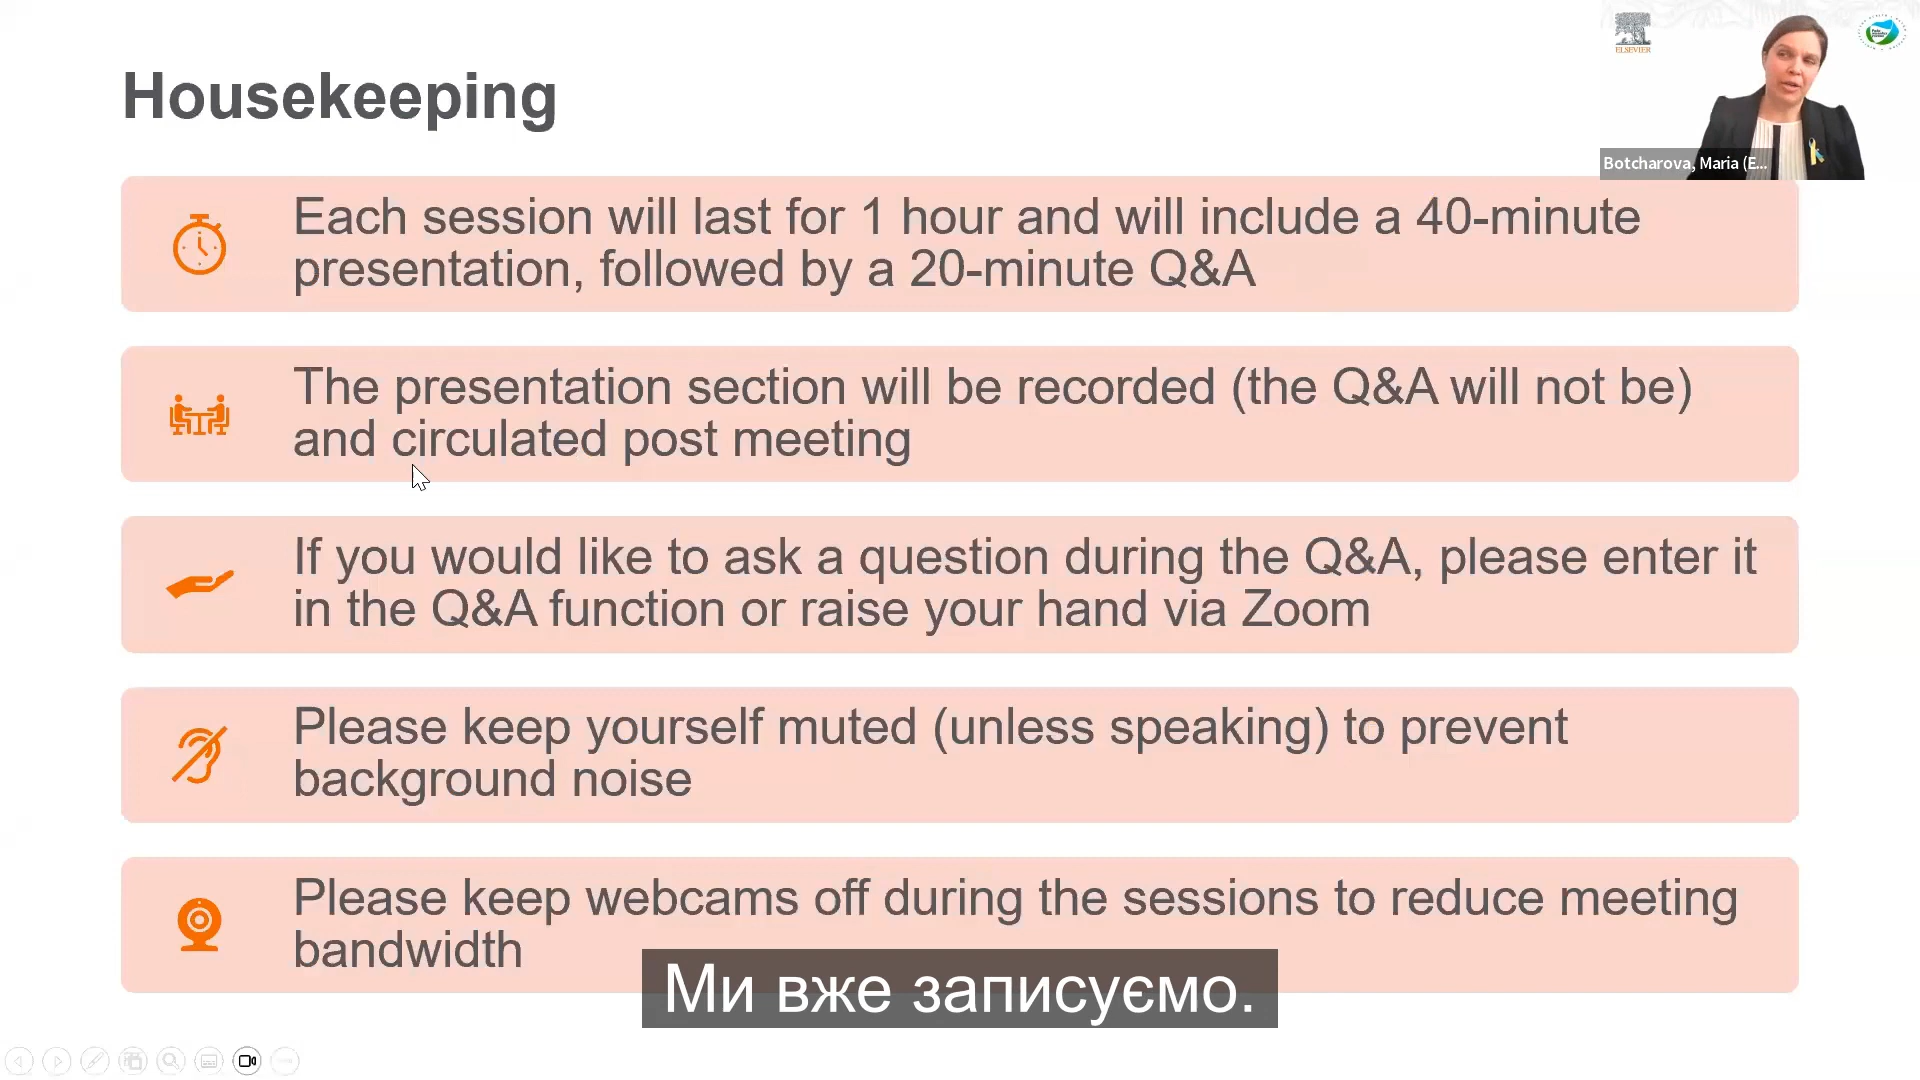 ELSEVIER
Housekeeping
Botcharova, Maria (E...
Each session will last for 1 hour and will include a 40-minute
presentation, followed by a 20-minute Q&A
The presentation section will be recorded (the Q&A will not be)
and circulated post meeting
If you would like to ask a question during the Q&A, please enter it
in the Q&A function or raise your hand via Zoom
Please keep yourself muted (unless speaking) to prevent
background noise
Please keep webcams off during the sessions to reduce meeting
bandwidth
Ми вже записуємо.